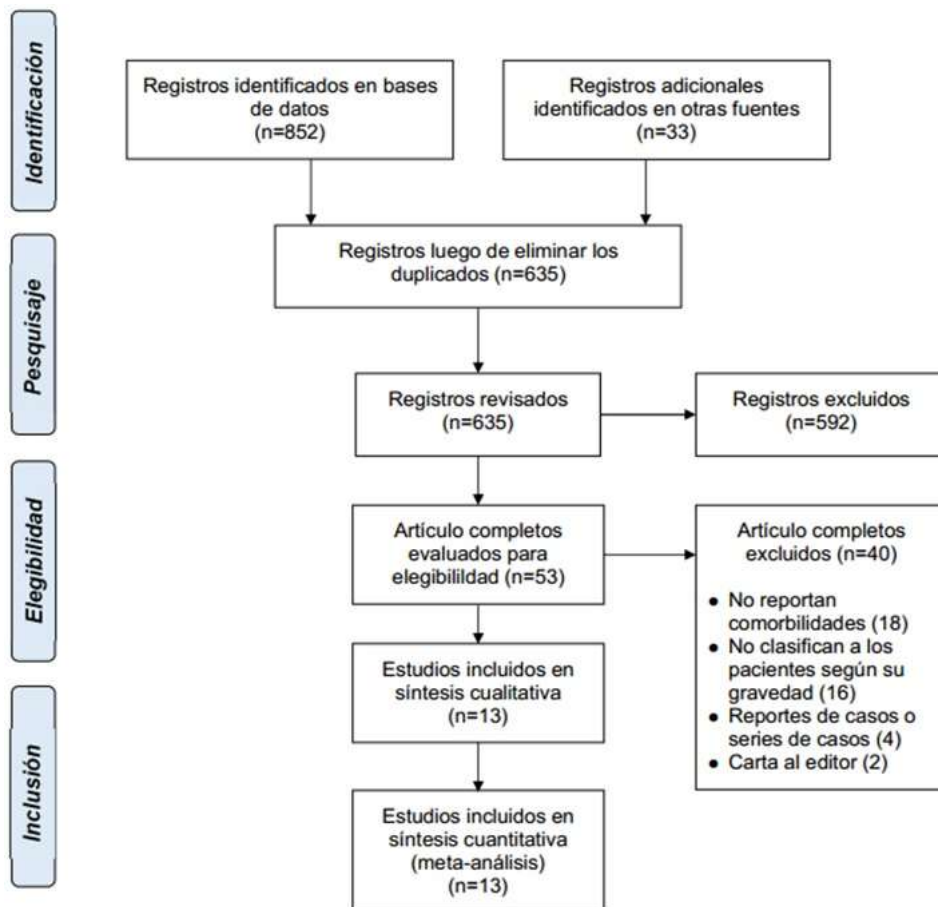 Identificación
Registros identificados en bases
de datos
(n=852)
Registros adicionales
identificados en otras fuentes
(n=33)
Pesquisaje
Registros luego de eliminar los
duplicados (n=635)
Registros revisados
(n=635)
Registros excluidos
(n=592)
Elegibilidad
Artículo completos
evaluados para
elegibilildad (n=53)
Artículo completos
excluidos (n=40)
● No reportan
comorbilidades (18)
● No clasifican a los
pacientes según su
gravedad (16)
● Reportes de casos o
series de casos (4)
● Carta al editor (2)
Estudios incluidos en
síntesis cualitativa
(n=13)
Inclusión
Estudios incluidos en
síntesis cuantitativa
(meta-análisis)
(n=13)